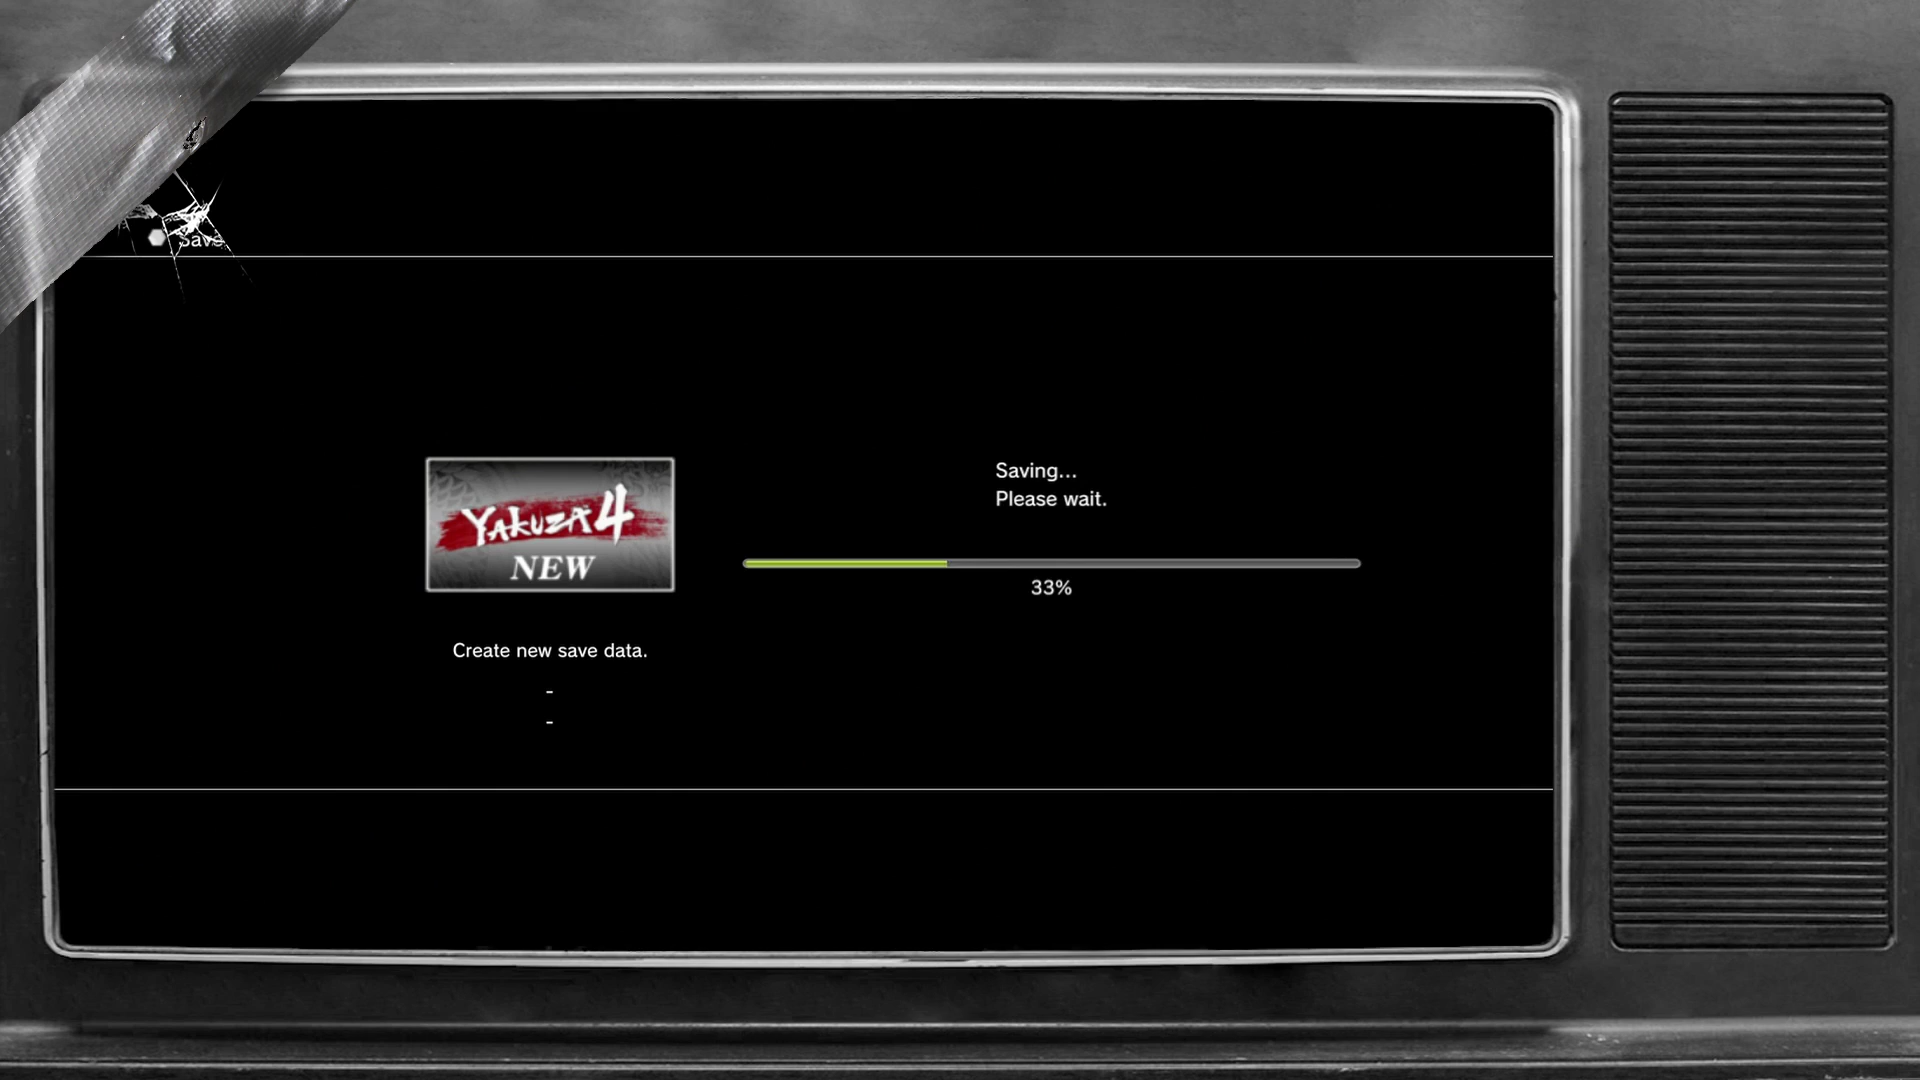 Save
Saving...
Please wait.
YAKUZA 4
NEW
33%
Create new save data.
-
-